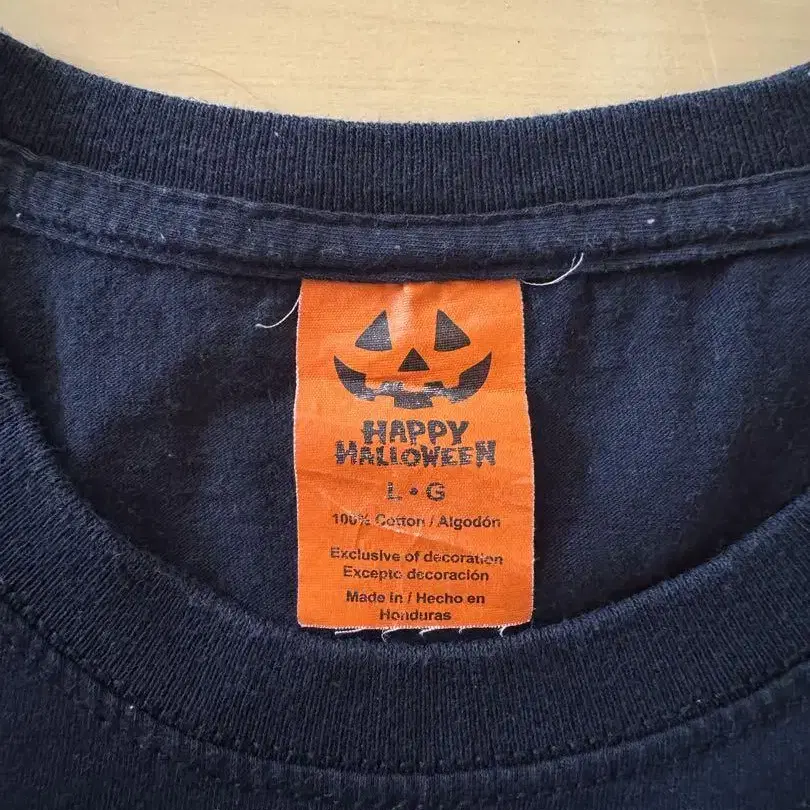 HAPPY
HALLOWEEN
L • G
100% Cotton / Algodón
Exclusive of decoration
Excepto decoración
Made in / Hecho en
Honduras